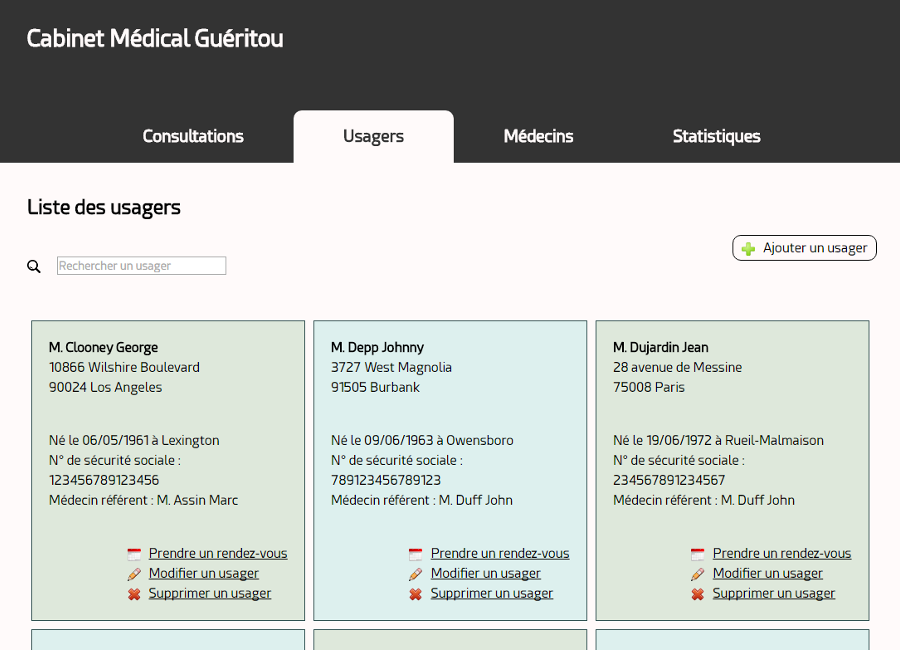 Cabinet Médical Guéritou
Consultations
Usagers
Médecins
Statistiques
Liste des usagers
Ajouter un usager
Rechercher un usager
M. Clooney George
10866 Wilshire Boulevard
90024 Los Angeles
Né le 06/05/1961 à Lexington
N° de sécurité sociale :
123456789123456
Médecin référent : M. Assin Marc
Prendre un rendez-vous
Modifier un usager
Supprimer un usager
M. Depp Johnny
3727 West Magnolia
91505 Burbank
Né le 09/06/1963 à Owensboro
N° de sécurité sociale :
789123456789123
Médecin référent : M. Duff John
Prendre un rendez-vous
Modifier un usager
Supprimer un usager
M. Dujardin Jean
28 avenue de Messine
75008 Paris
Né le 19/06/1972 à Rueil-Malmaison
N° de sécurité sociale :
234567891234567
Médecin référent : M. Duff John
Prendre un rendez-vous
Modifier un usager
Supprimer un usager